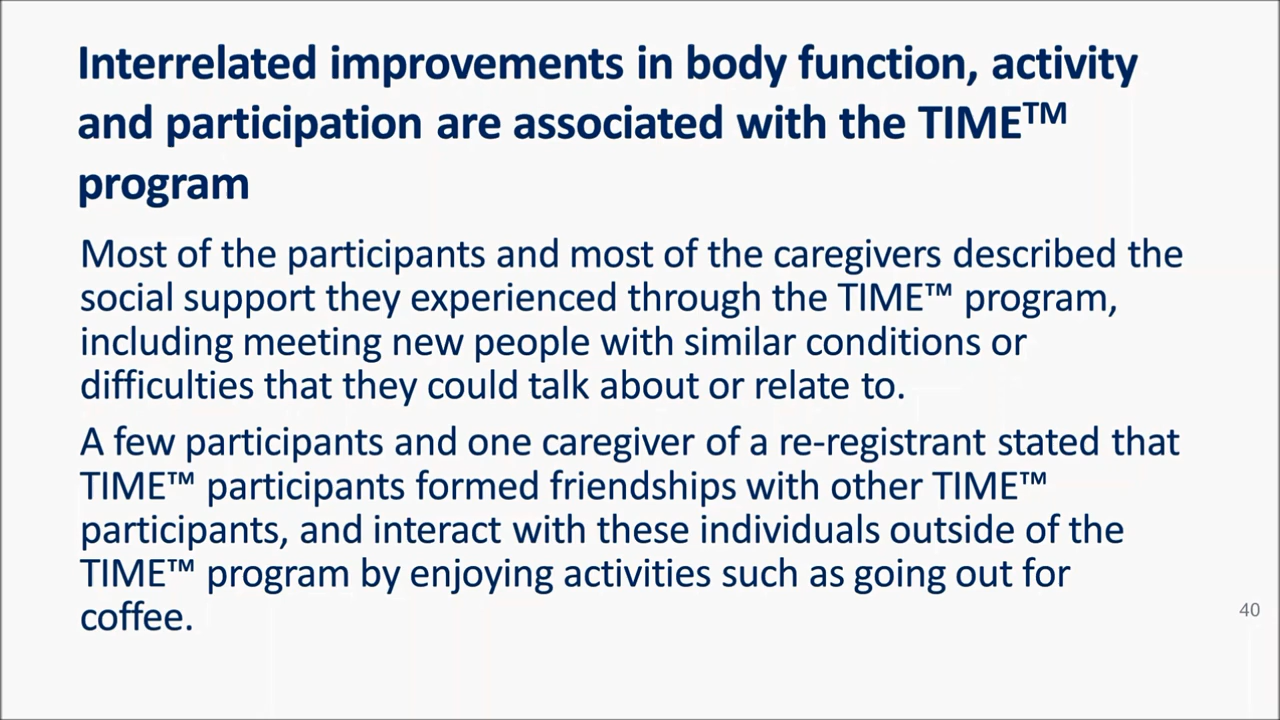 Interrelated improvements in body function, activity
and participation are associated with the TIME™
program
Most of the participants and most of the caregivers described the
social support they experienced through the TIME™ program,
including meeting new people with similar conditions or
difficulties that they could talk about or relate to.
A few participants and one caregiver of a re-registrant stated that
TIME™ participants formed friendships with other TIME™
participants, and interact with these individuals outside of the
TIME™ program by enjoying activities such as going out for
coffee.
40